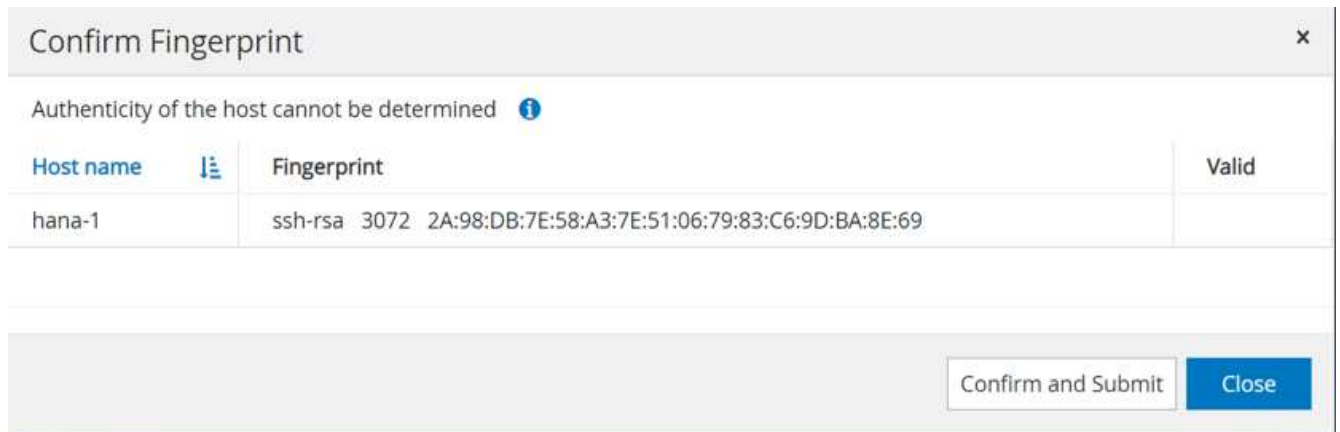 Confirm Fingerprint ×
Authenticity of the host cannot be determined
Host name Fingerprint Valid
hana-1 ssh-rsa 3072 2A:98:DB:7E:58:A3:7E:51:06:79:83:C6:9D:BA:8E:69
Confirm and Submit Close